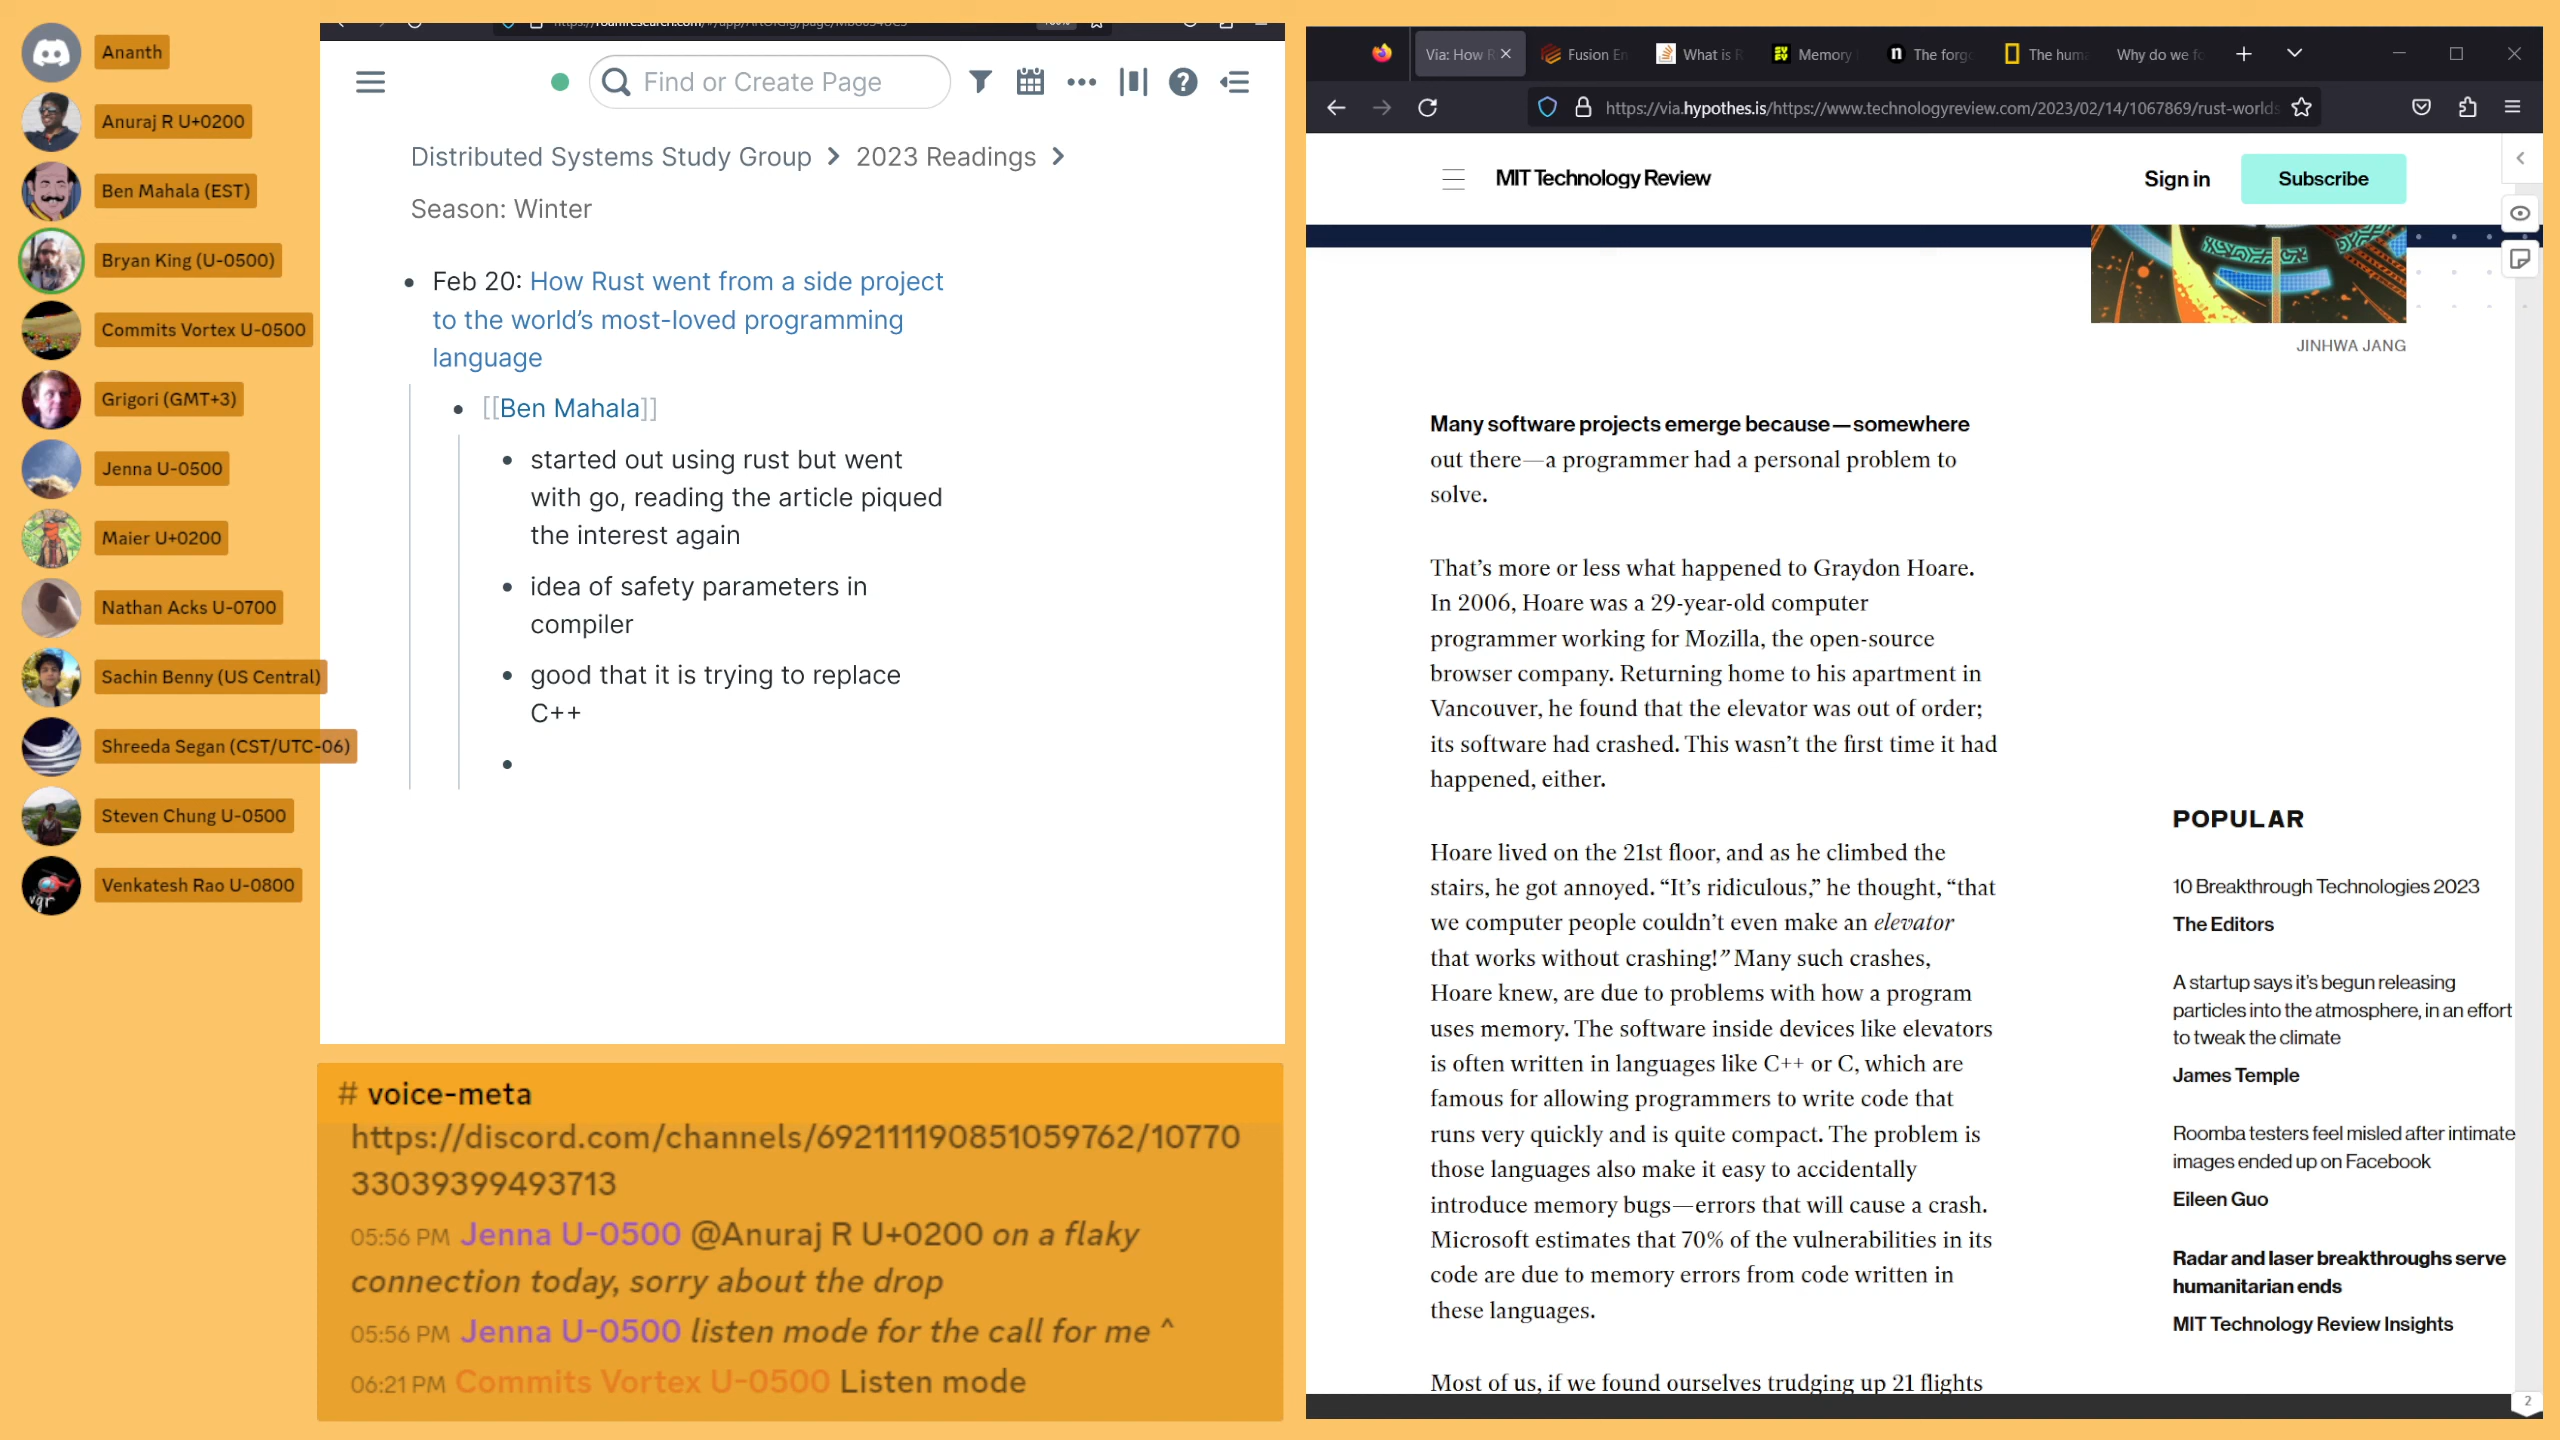 Ananth
Anuraj R U+0200
Ben Mahala (EST)
Bryan King (U-0500)
Commits Vortex U-0500
Grigori (GMT+3)
Jenna U-0500
Maier U+0200
Nathan Acks U-0700
Sachin Benny (US Central)
Shreeda Segan (CST/UTC-06)
Steven Chung U-0500
Venkatesh Rao U-0800
vgr
Find or Create Page
Distributed Systems Study Group > 2023 Readings >
Season: Winter
Feb 20: How Rust went from a side project
to the world’s most-loved programming
language
[[Ben Mahala]]
started out using rust but went
with go, reading the article piqued
the interest again
idea of safety parameters in
compiler
good that it is trying to replace
C++
# voice-meta
https://discord.com/channels/692111190851059762/10770
33039399493713
05:56 PM Jenna U-0500 @Anuraj R U+0200 on a flaky
connection today, sorry about the drop
05:56 PM Jenna U-0500 listen mode for the call for me ^
06:21 PM Commits Vortex U-0500 Listen mode
Via: How R
Fusion En
What is R
Memory
The forg
The huma
Why do we fo
https://via.hypothes.is/https://www.technologyreview.com/2023/02/14/1067869/rust-worlds
MIT Technology Review
Sign in
Subscribe
JINHWA JANG
Many software projects emerge because—somewhere
out there—a programmer had a personal problem to
solve.
That’s more or less what happened to Graydon Hoare.
In 2006, Hoare was a 29-year-old computer
programmer working for Mozilla, the open-source
browser company. Returning home to his apartment in
Vancouver, he found that the elevator was out of order;
its software had crashed. This wasn’t the first time it had
happened, either.
Hoare lived on the 21st floor, and as he climbed the
stairs, he got annoyed. “It’s ridiculous,” he thought, “that
we computer people couldn’t even make an elevator
that works without crashing!” Many such crashes,
Hoare knew, are due to problems with how a program
uses memory. The software inside devices like elevators
is often written in languages like C++ or C, which are
famous for allowing programmers to write code that
runs very quickly and is quite compact. The problem is
those languages also make it easy to accidentally
introduce memory bugs—errors that will cause a crash.
Microsoft estimates that 70% of the vulnerabilities in its
code are due to memory errors from code written in
these languages.
Most of us, if we found ourselves trudging up 21 flights
POPULAR
10 Breakthrough Technologies 2023
The Editors
A startup says it’s begun releasing
particles into the atmosphere, in an effort
to tweak the climate
James Temple
Roomba testers feel misled after intimate
images ended up on Facebook
Eileen Guo
Radar and laser breakthroughs serve
humanitarian ends
MIT Technology Review Insights
2